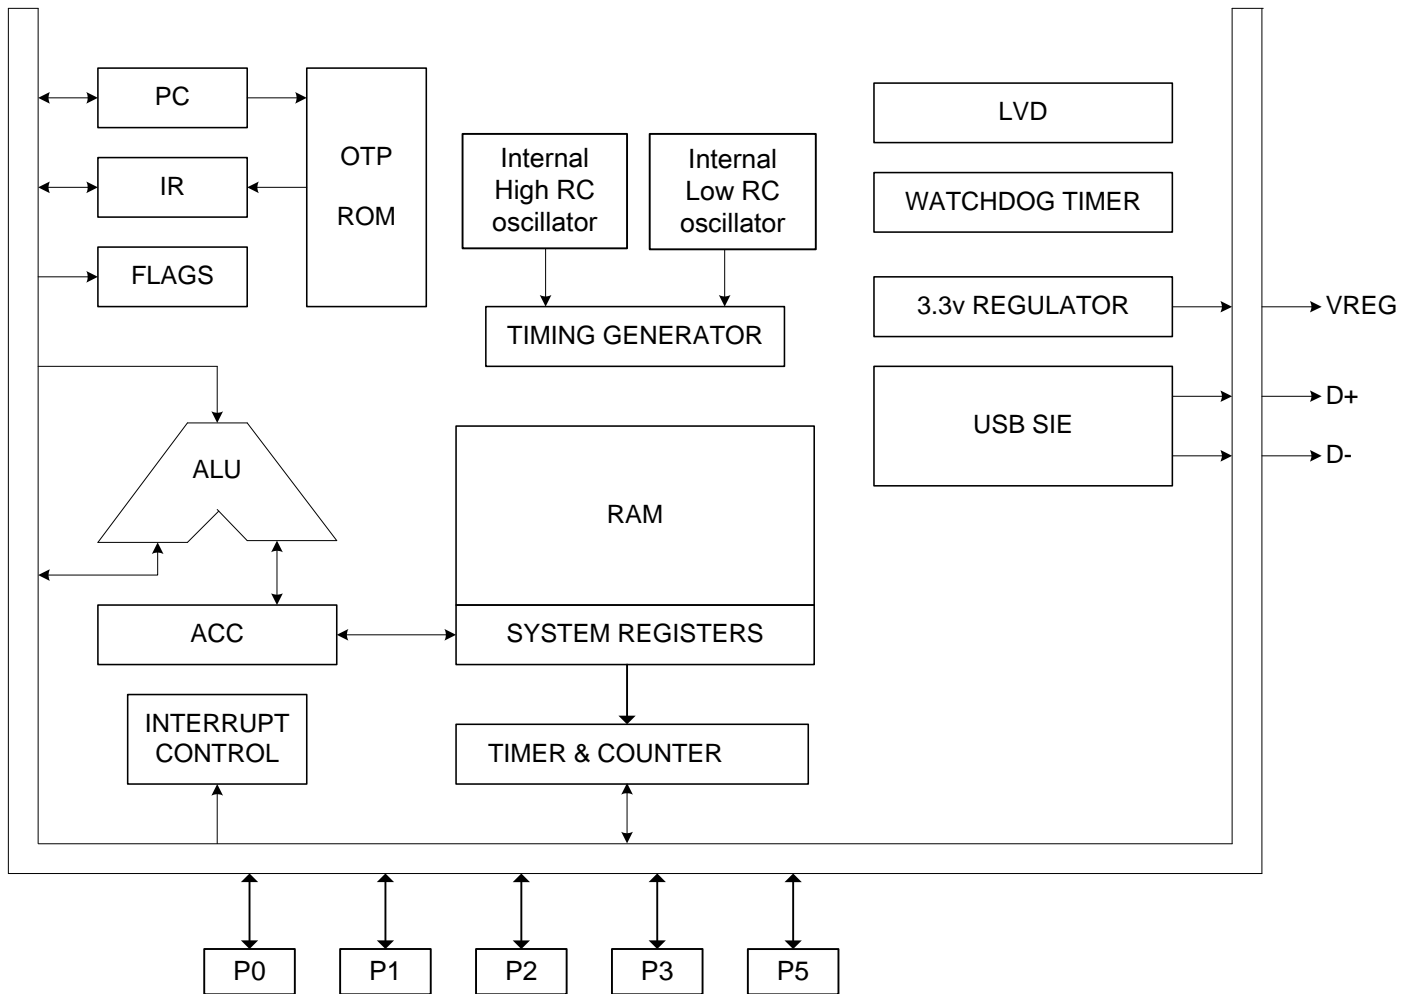 PC
IR
FLAGS
OTP
ROM
Internal
High RC
oscillator
Internal
Low RC
oscillator
TIMING GENERATOR
LVD
WATCHDOG TIMER
3.3v REGULATOR
VREG
USB SIE
D+
D-
ALU
RAM
ACC
SYSTEM REGISTERS
INTERRUPT
CONTROL
TIMER & COUNTER
P0
P1
P2
P3
P5